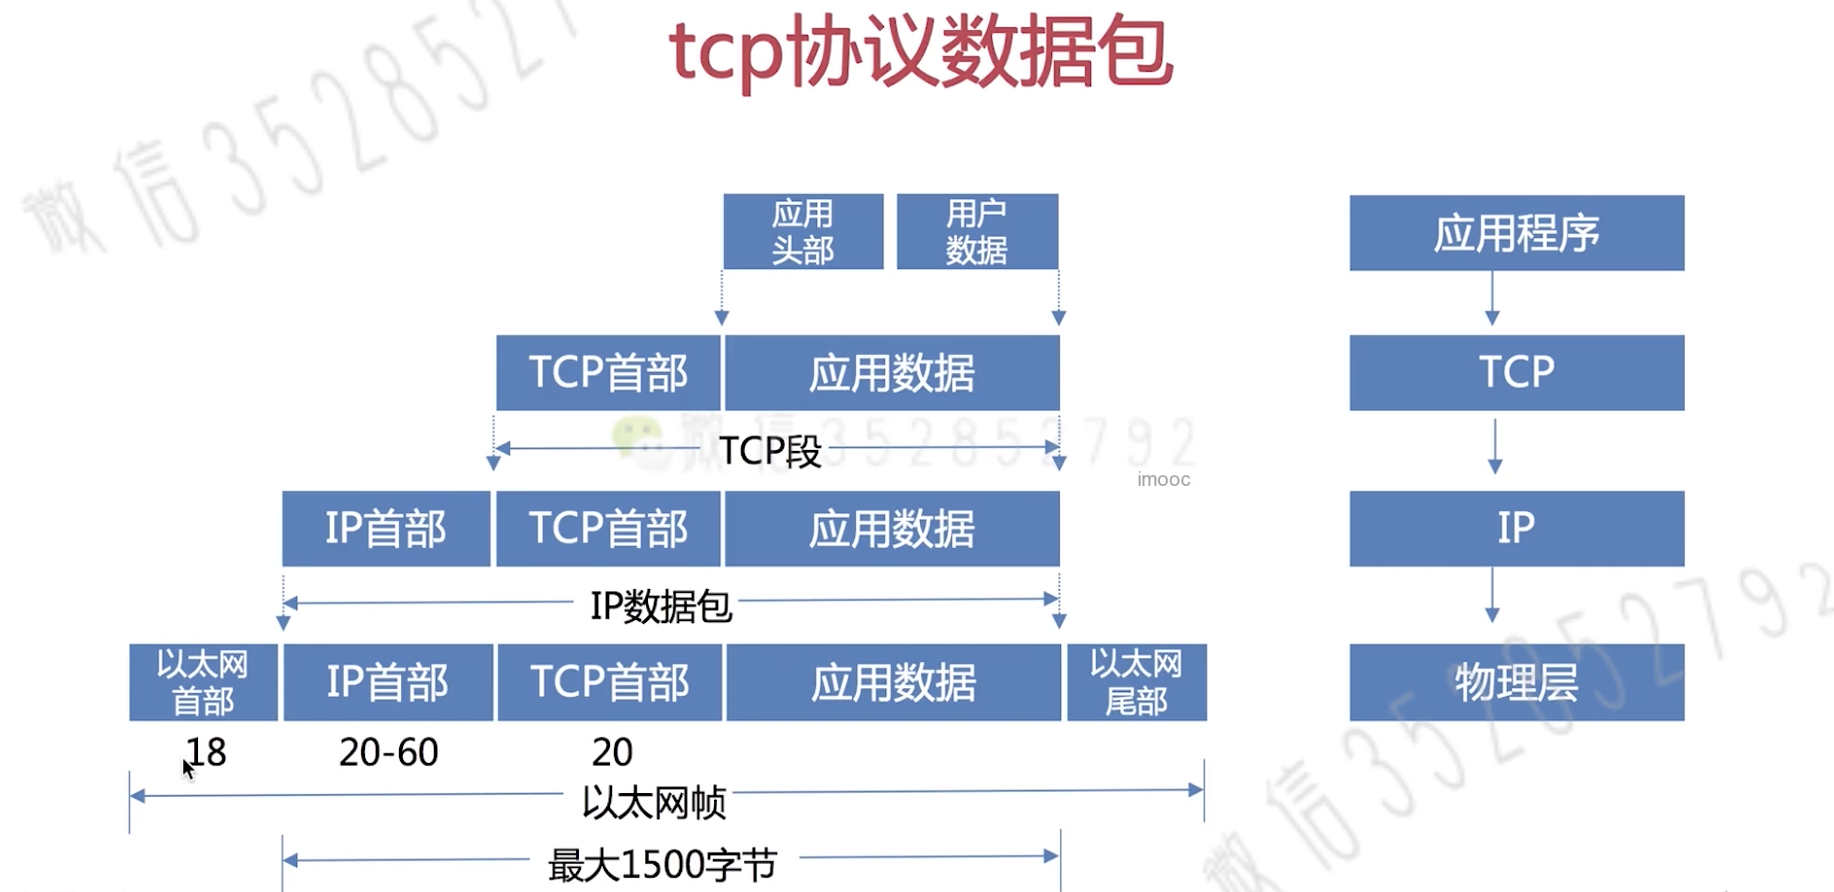 tcp协议数据包
微信3528527
应用
头部
用户
数据
应用程序
TCP首部
应用数据
TCP
TCP段
微信352852792
imooc
IP首部
TCP首部
应用数据
IP
IP数据包
以太网
首部
IP首部
TCP首部
应用数据
以太网
尾部
物理层
18
20-60
20
以太网帧
最大1500字节
微信352852792